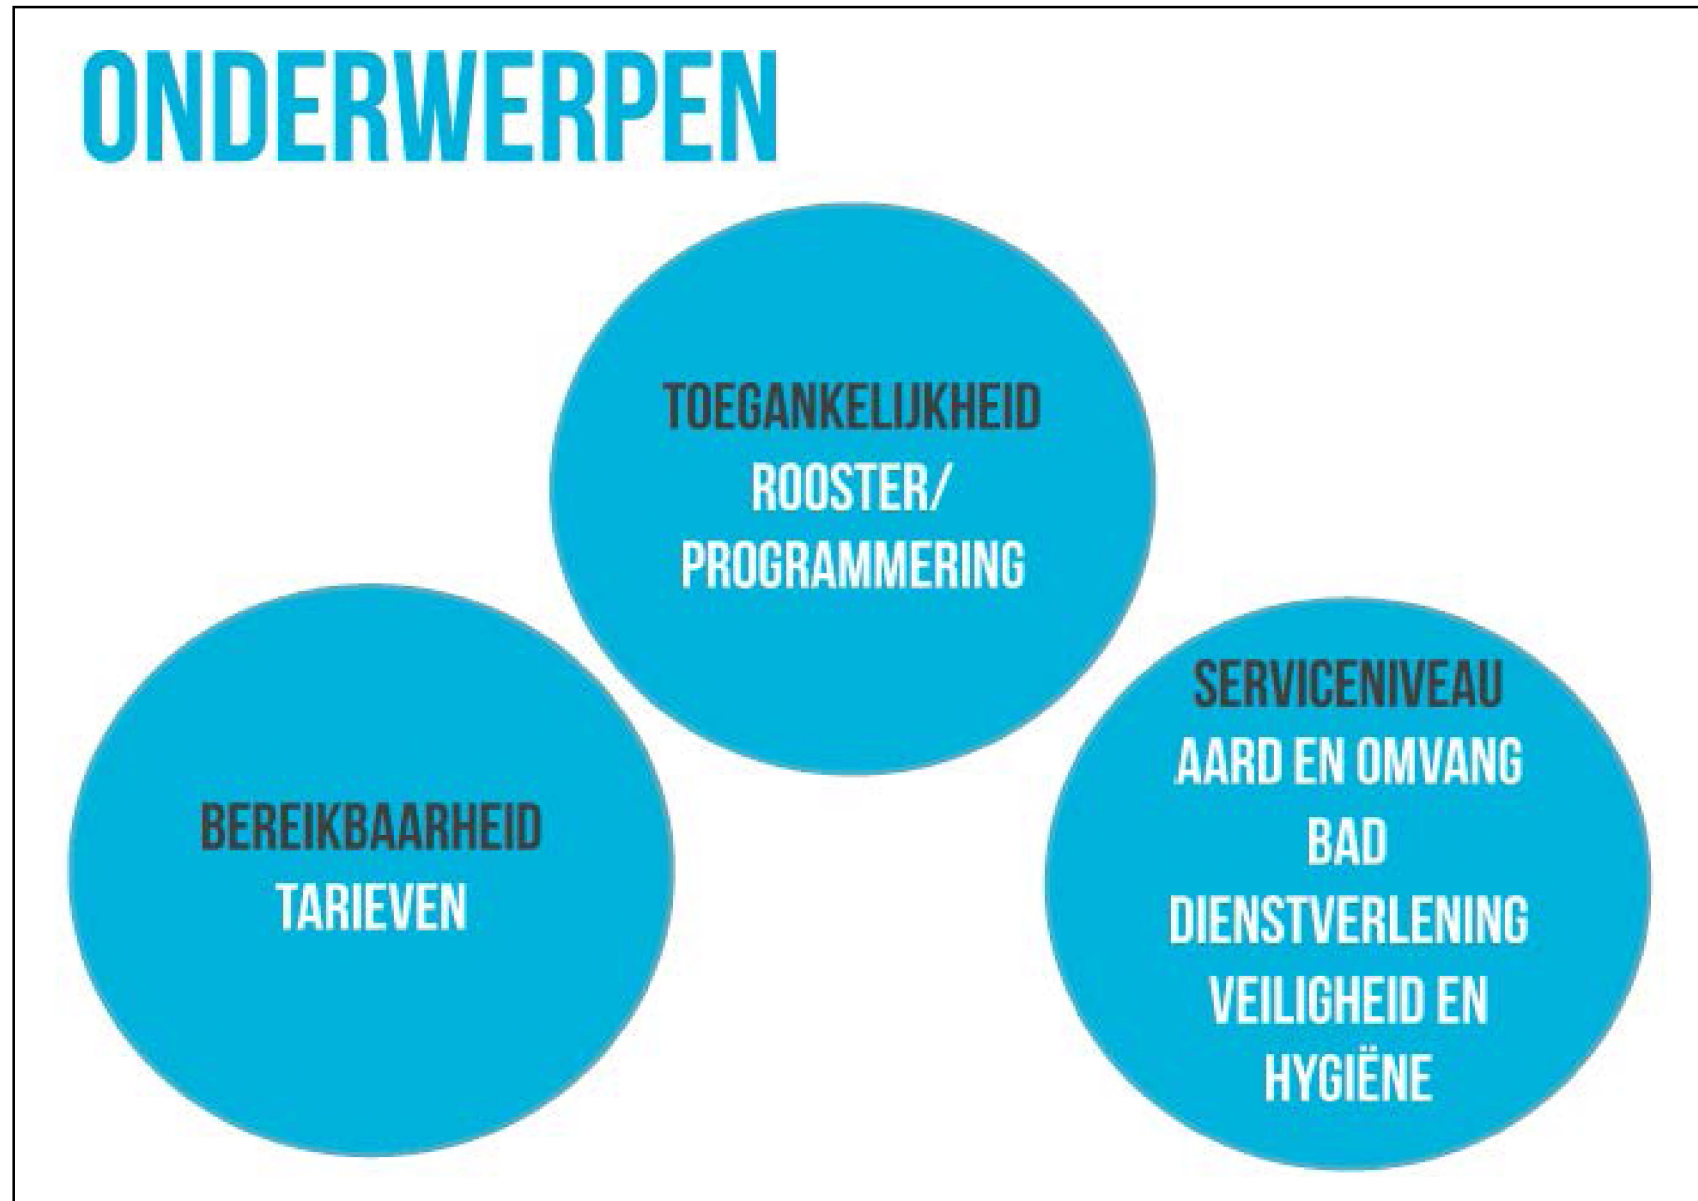 ONDERWERPEN
TOEGANKELIJKHEID
ROOSTER/
PROGRAMMERING
BEREIKBAARHEID
TARIEVEN
SERVICENIVEAU
AARD EN OMVANG
BAD
DIENSTVERLENING
VEILIGHEID EN
HYGIËNE